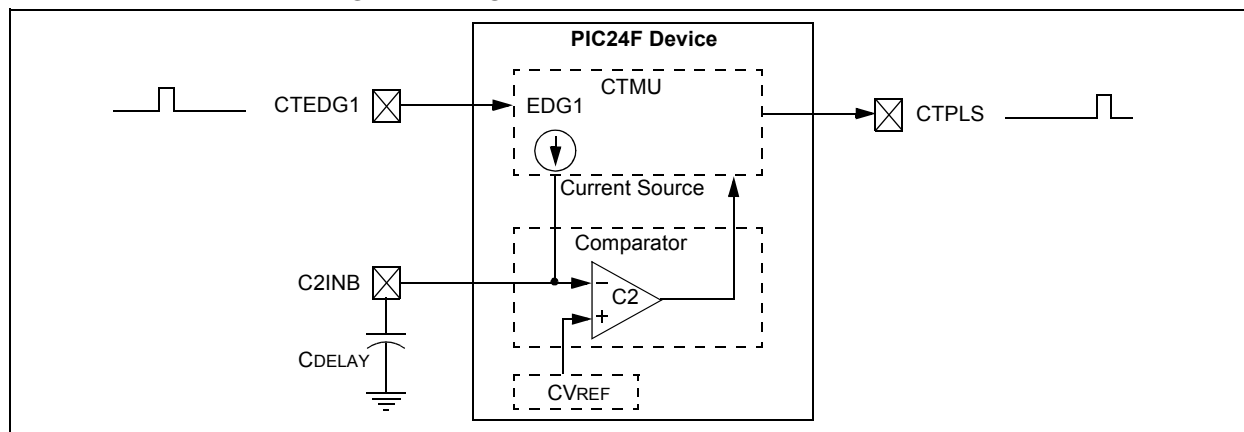 PIC24F Device
CTMU
CTEDG1
EDG1
CTPLS
Current Source
Comparator
C2INB
C2
−
+
CDELAY
CVREF